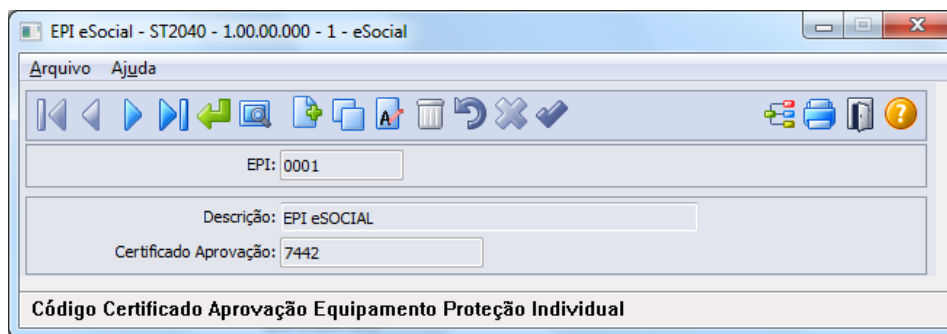 EPI eSocial - ST2040 - 1.00.00.000 - 1 - eSocial
Arquivo Ajuda
EPI: 0001
Descrição: EPI eSOCIAL
Certificado Aprovação: 7442
Código Certificado Aprovação Equipamento Proteção Individual